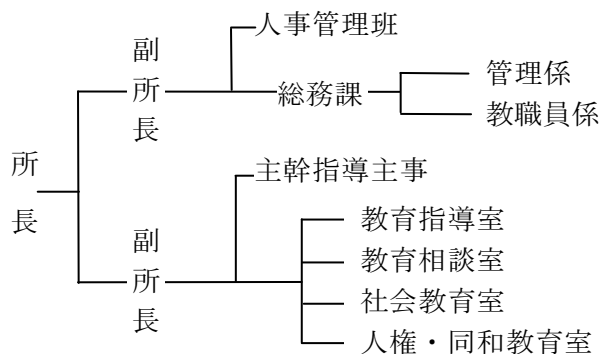 所長
副所長
人事管理班
総務課
管理係
教職員係
副所長
主幹指導主事
教育指導室
教育相談室
社会教育室
人権・同和教育室